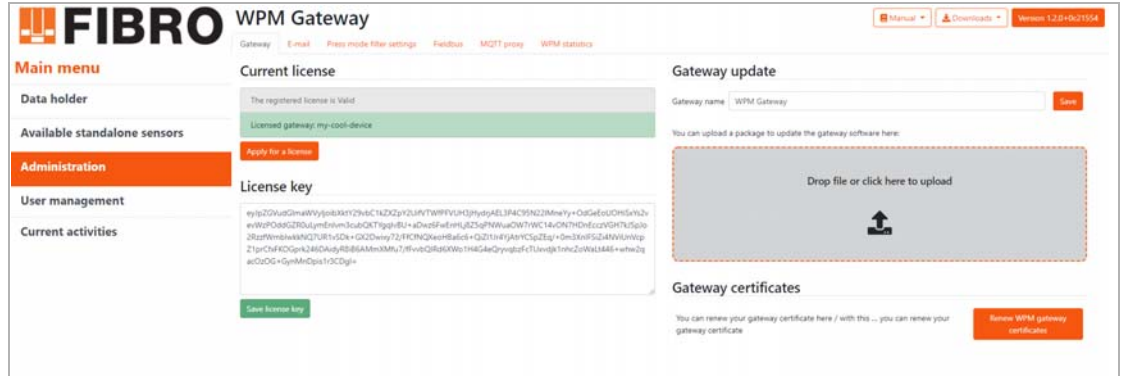 FIBRO
WPM Gateway
Manual
Downloads
Version 1.2.0+0c21554
Gateway
E-mail
Press mode filter settings
Fieldbus
MQTT proxy
WPM statistics
Main menu
Data holder
Available standalone sensors
Administration
User management
Current activities
Current license
The registered license is Valid
Licensed gateway: my-cool-device
Apply for a license
License key
Save license key
Gateway update
Gateway name
WPM Gateway
Save
You can upload a package to update the gateway software here:
Drop file or click here to upload
Gateway certificates
You can renew your gateway certificate here / with this ... you can renew your
gateway certificate
Renew WPM gateway
certificates